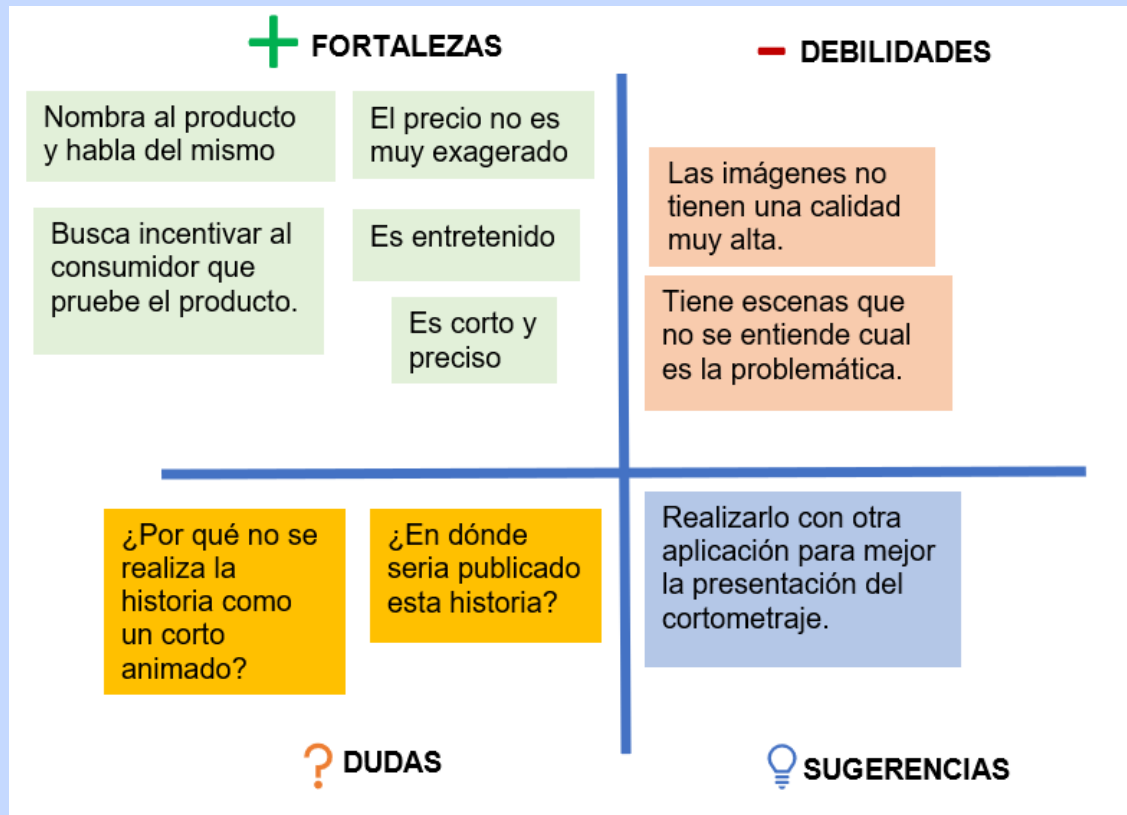 FORTALEZAS
Nombra al producto
y habla del mismo
El precio no es
muy exagerado
Busca incentivar al
consumidor que
pruebe el producto.
Es entretenido
Es corto y
preciso
DEBILIDADES
Las imágenes no
tienen una calidad
muy alta.
Tiene escenas que
no se entiende cual
es la problemática.
¿Por qué no se
realiza la
historia como
un corto
animado?
¿En dónde
seria publicado
esta historia?
DUDAS
Realizarlo con otra
aplicación para mejor
la presentación del
cortometraje.
SUGERENCIAS